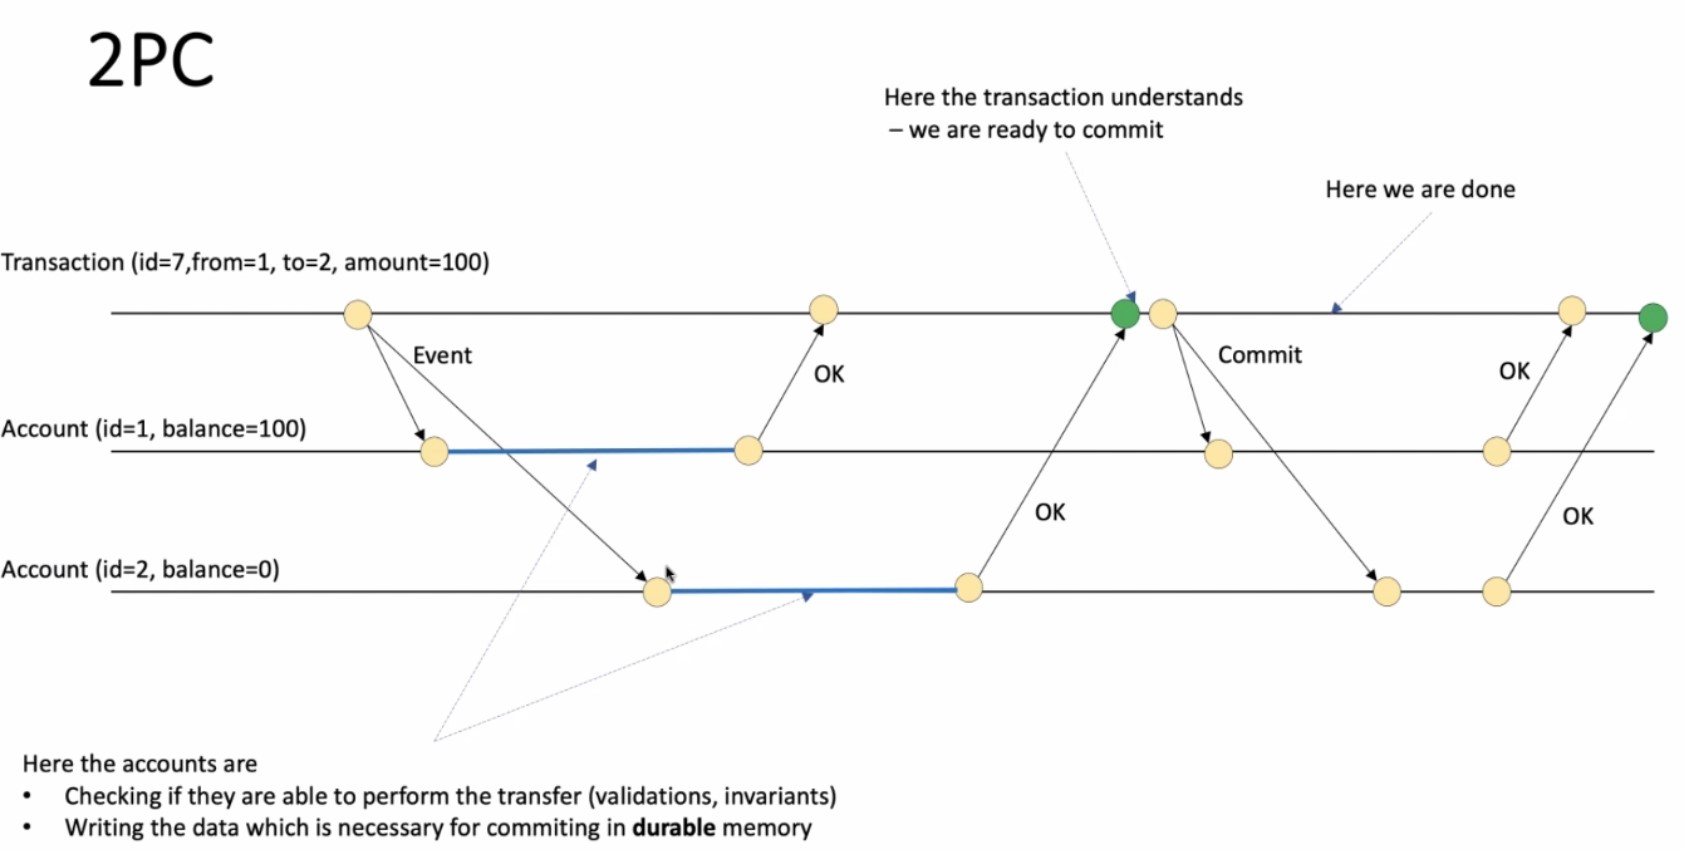 2PC
Here the transaction understands
– we are ready to commit
Here we are done
Transaction (id=7,from=1, to=2, amount=100)
Event
OK
Commit
OK
Account (id=1, balance=100)
OK
OK
Account (id=2, balance=0)
Here the accounts are
• Checking if they are able to perform the transfer (validations, invariants)
• Writing the data which is necessary for commiting in durable memory